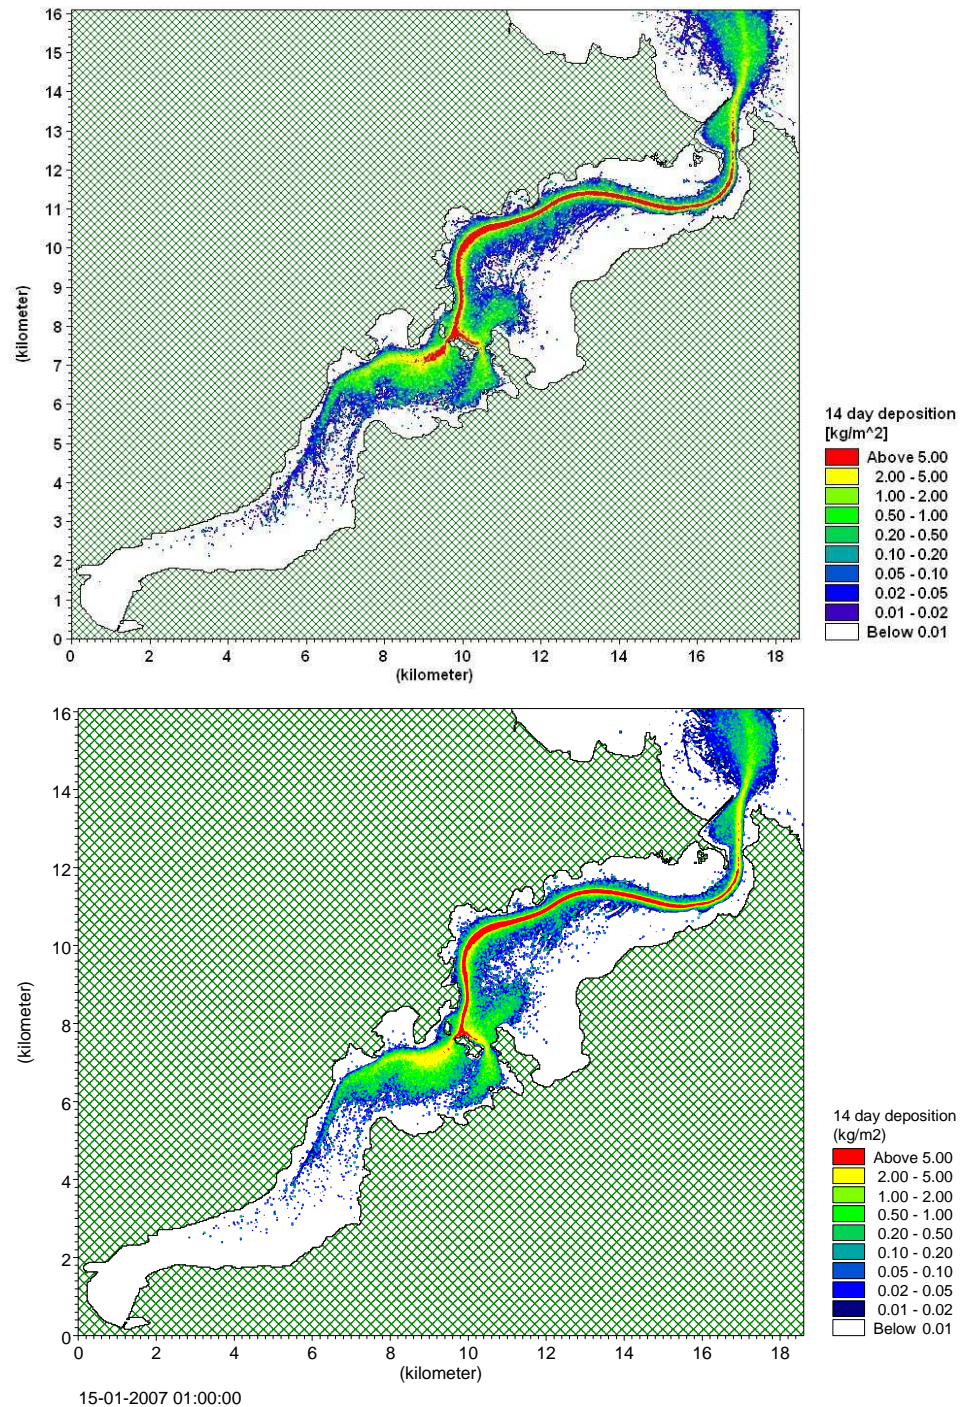 16
15
14
13
12
11
10
9
8
7
6
5
4
3
2
1
0
(kilometer)
0 2 4 6 8 10 12 14 16 18
(kilometer)
14 day deposition
[kg/m^2]
Above 5.00
2.00 - 5.00
1.00 - 2.00
0.50 - 1.00
0.20 - 0.50
0.10 - 0.20
0.05 - 0.10
0.02 - 0.05
0.01 - 0.02
Below 0.01
16
14
12
10
8
6
4
2
0
(kilometer)
0 2 4 6 8 10 12 14 16 18
(kilometer)
14 day deposition
(kg/m2)
Above 5.00
2.00 - 5.00
1.00 - 2.00
0.50 - 1.00
0.20 - 0.50
0.10 - 0.20
0.05 - 0.10
0.02 - 0.05
0.01 - 0.02
Below 0.01
15-01-2007 01:00:00